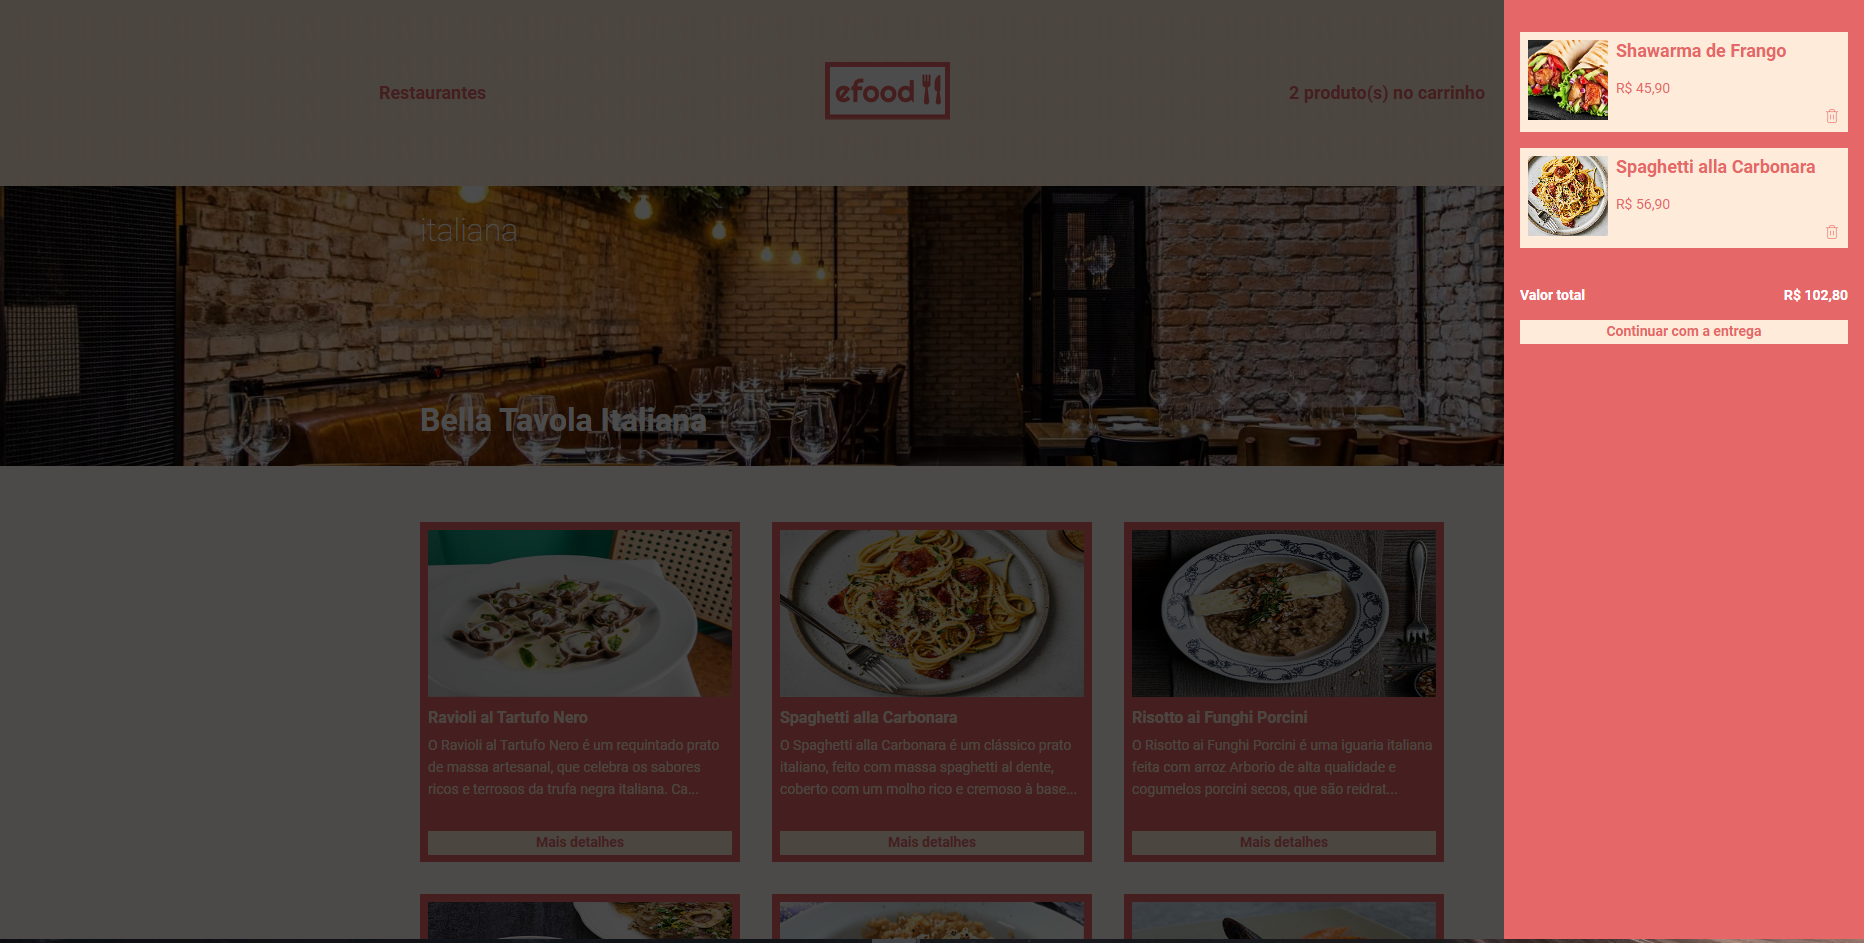 Restaurantes
efood
2 produto(s) no carrinho
italiana
Bella Tavola Italiana
Ravioli al Tartufo Nero
O Ravioli al Tartufo Nero é um requintado prato
de massa artesanal, que celebra os sabores
ricos e terrosos da trufa negra italiana. Ca...
Mais detalhes
Spaghetti alla Carbonara
O Spaghetti alla Carbonara é um clássico prato
italiano, feito com massa spaghetti al dente,
coberto com um molho rico e cremoso à base...
Mais detalhes
Risotto ai Funghi Porcini
O Risotto ai Funghi Porcini é uma iguaria italiana
feita com arroz Arborio de alta qualidade e
cogumelos porcini secos, que são reidrat...
Mais detalhes
Shawarma de Frango
R$ 45,90
Spaghetti alla Carbonara
R$ 56,90
Valor total
R$ 102,80
Continuar com a entrega